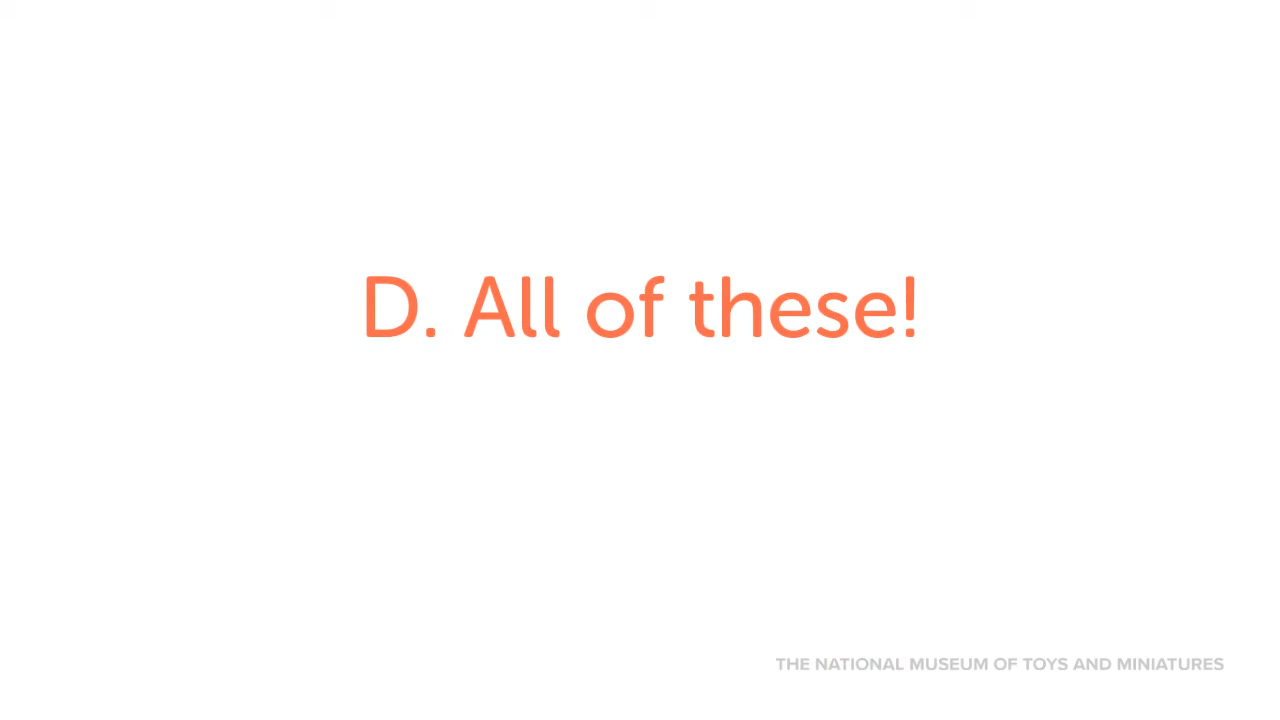 D. All of these!
THE NATIONAL MUSEUM OF TOYS AND MINIATURES